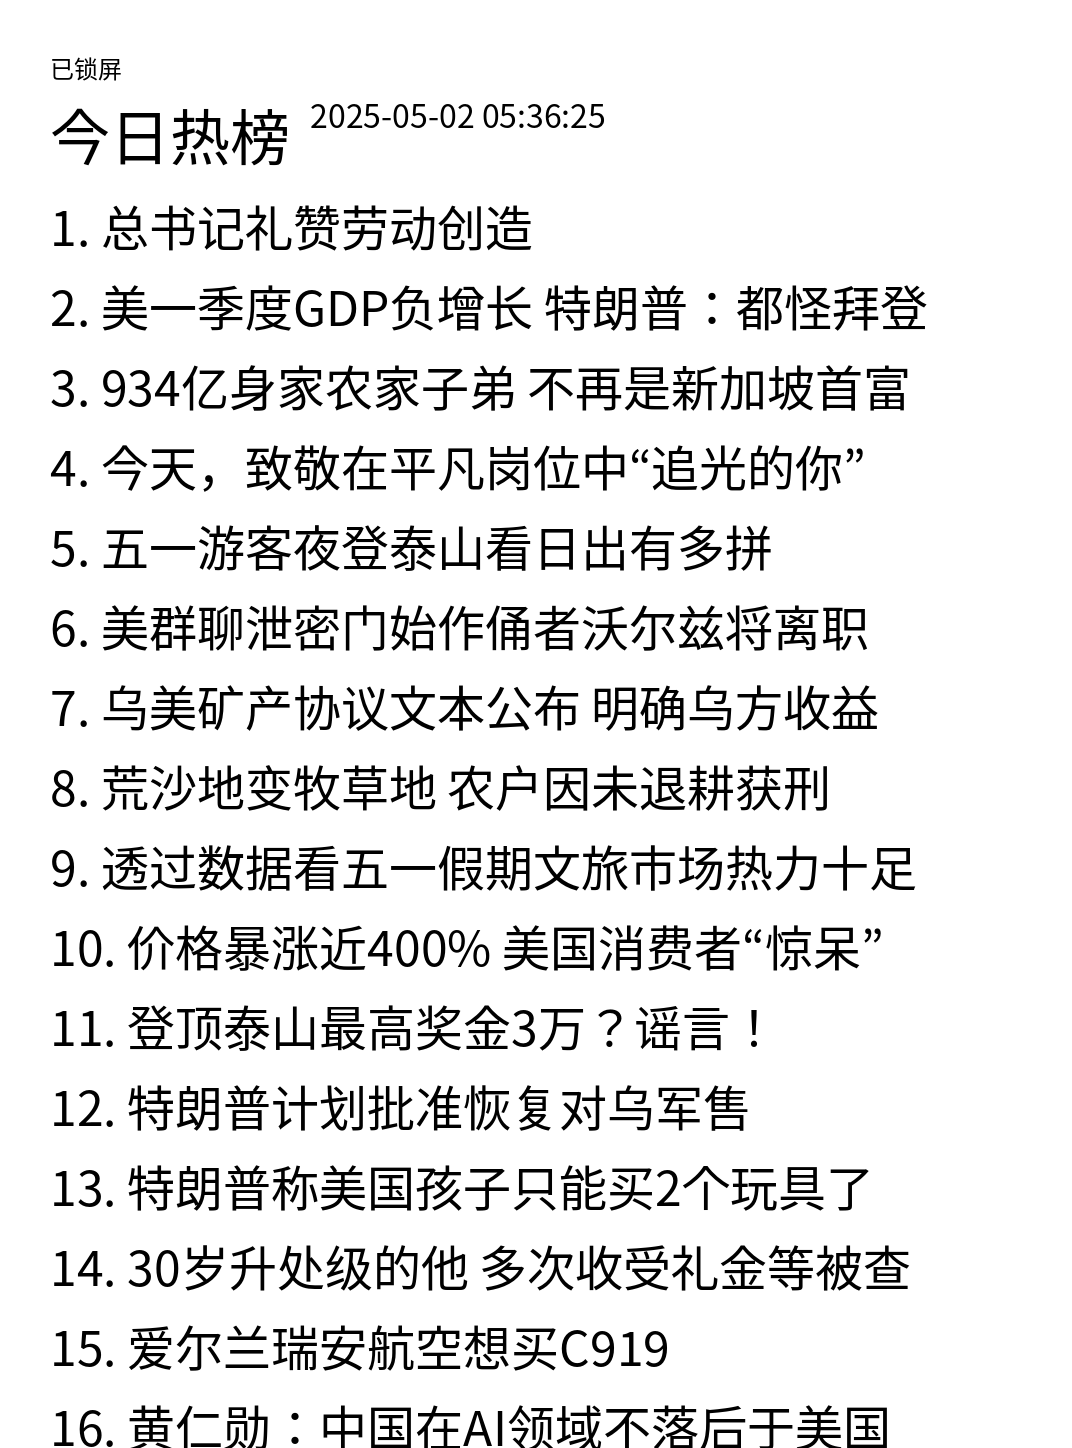 已锁屏
今日热榜 2025-05-02 05:36:25
1. 总书记礼赞劳动创造
2. 美一季度GDP负增长 特朗普：都怪拜登
3. 934亿身家农家子弟 不再是新加坡首富
4. 今天，致敬在平凡岗位中“追光的你”
5. 五一游客夜登泰山看日出有多拼
6. 美群聊泄密门始作俑者沃尔兹将离职
7. 乌美矿产协议文本公布 明确乌方收益
8. 荒沙地变牧草地 农户因未退耕获刑
9. 透过数据看五一假期文旅市场热力十足
10. 价格暴涨近400% 美国消费者“惊呆”
11. 登顶泰山最高奖金3万？谣言！
12. 特朗普计划批准恢复对乌军售
13. 特朗普称美国孩子只能买2个玩具了
14. 30岁升处级的他 多次收受礼金等被查
15. 爱尔兰瑞安航空想买C919
16. 黄仁勋：中国在AI领域不落后于美国